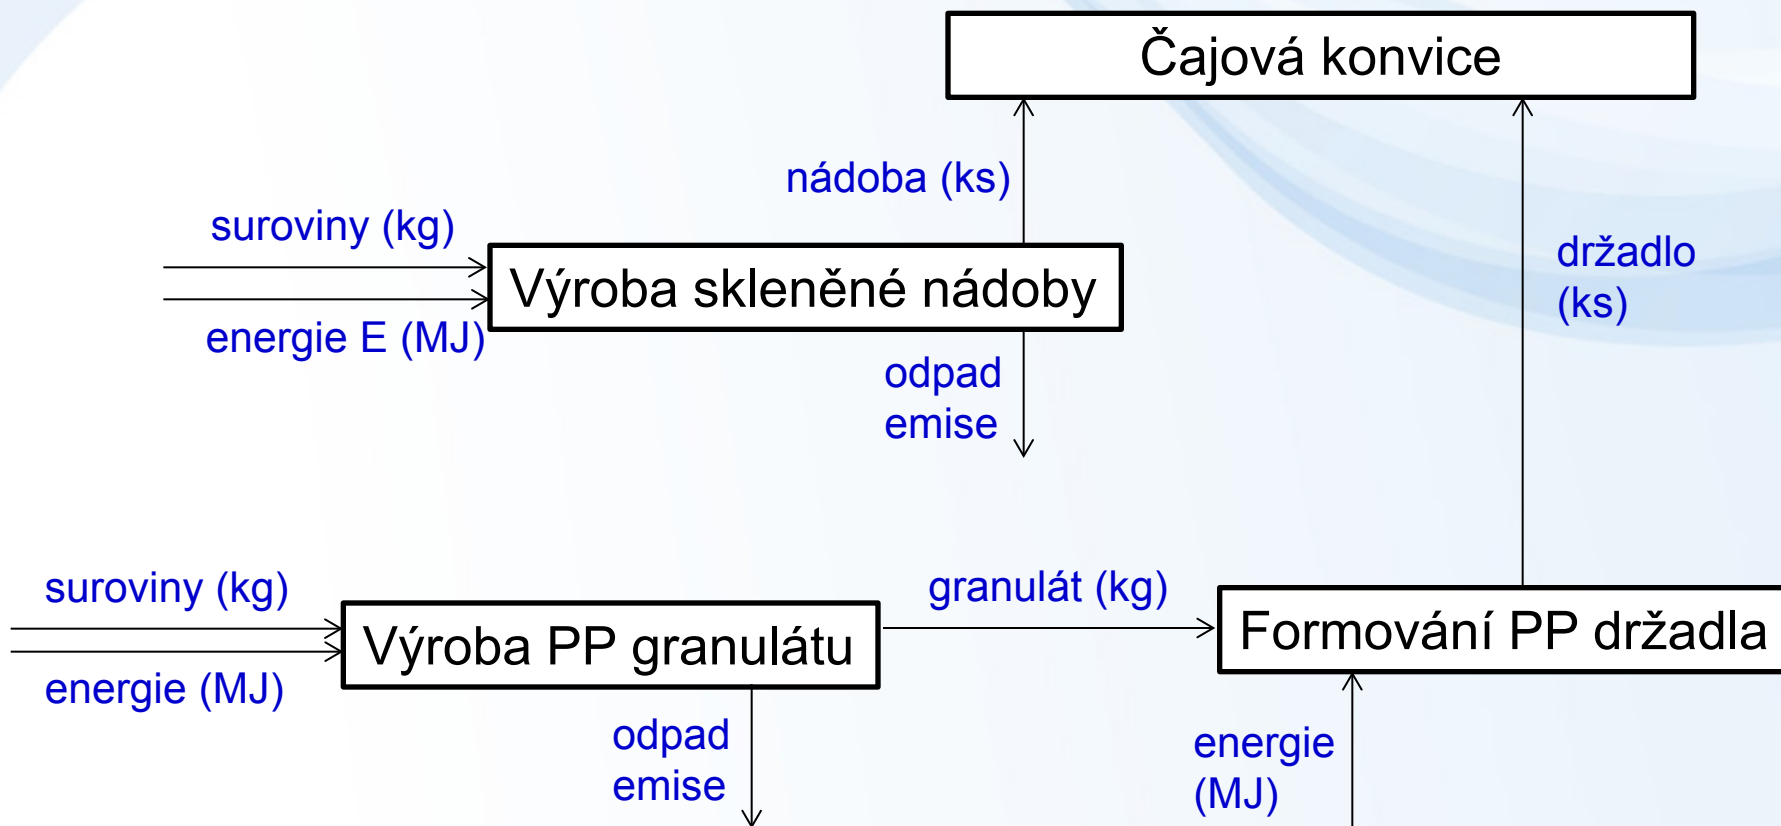 Čajová konvice
nádoba (ks)
suroviny (kg)
držadlo
(ks)
Výroba skleněné nádoby
energie E (MJ)
odpad
emise
suroviny (kg)
granulát (kg)
Výroba PP granulátu
Formování PP držadla
energie (MJ)
odpad
emise
energie
(MJ)